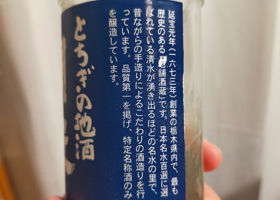 延宝元年(一六七三年)創業の栃木県内で、最も
歴史のある「老舗酒蔵」です。日本名水百選に選
ばれている清水が湧き出るほどの名水の里で、
昔ながらの手造りによるこだわりの酒造りを行
っています。品質第一を掲げ、特定名称酒のみ
を醸造しています。
とちぎの地酒